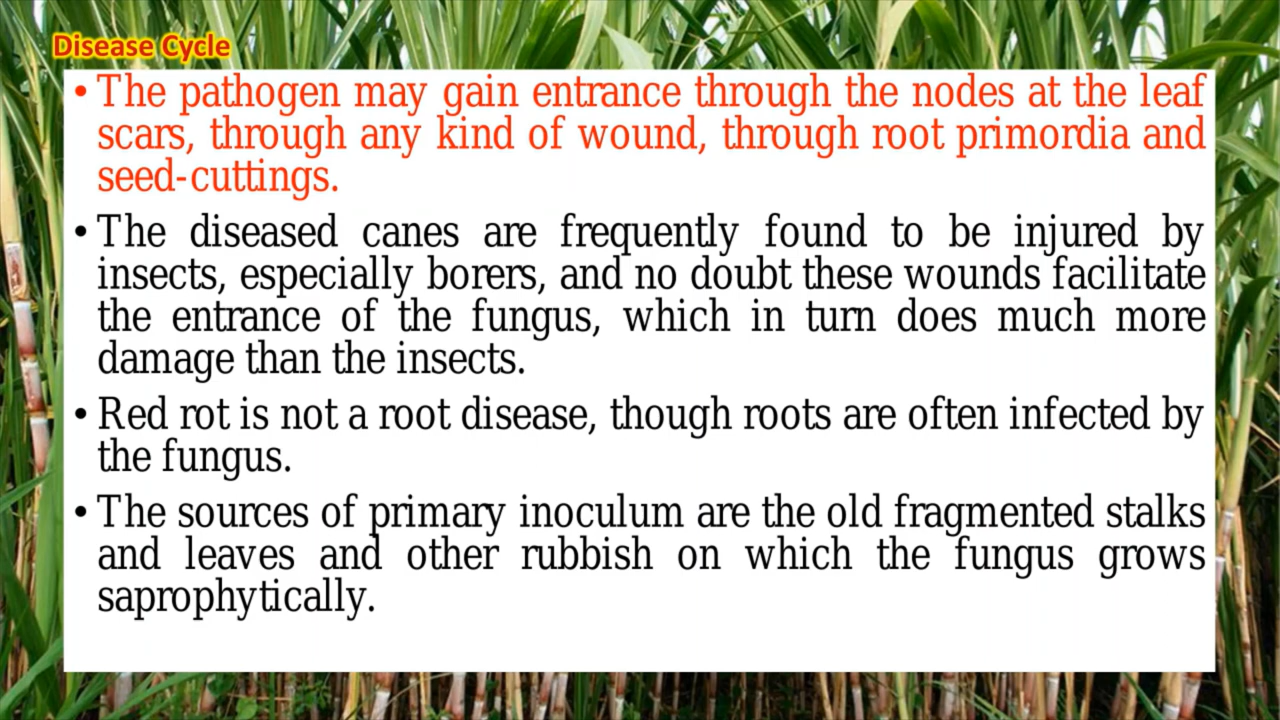 Disease Cycle
• The pathogen may gain entrance through the nodes at the leaf
scars, through any kind of wound, through root primordia and
seed-cuttings.
• The diseased canes are frequently found to be injured by
insects, especially borers, and no doubt these wounds facilitate
the entrance of the fungus, which in turn does much more
damage than the insects.
• Red rot is not a root disease, though roots are often infected by
the fungus.
• The sources of primary inoculum are the old fragmented stalks
and leaves and other rubbish on which the fungus grows
saprophytically.